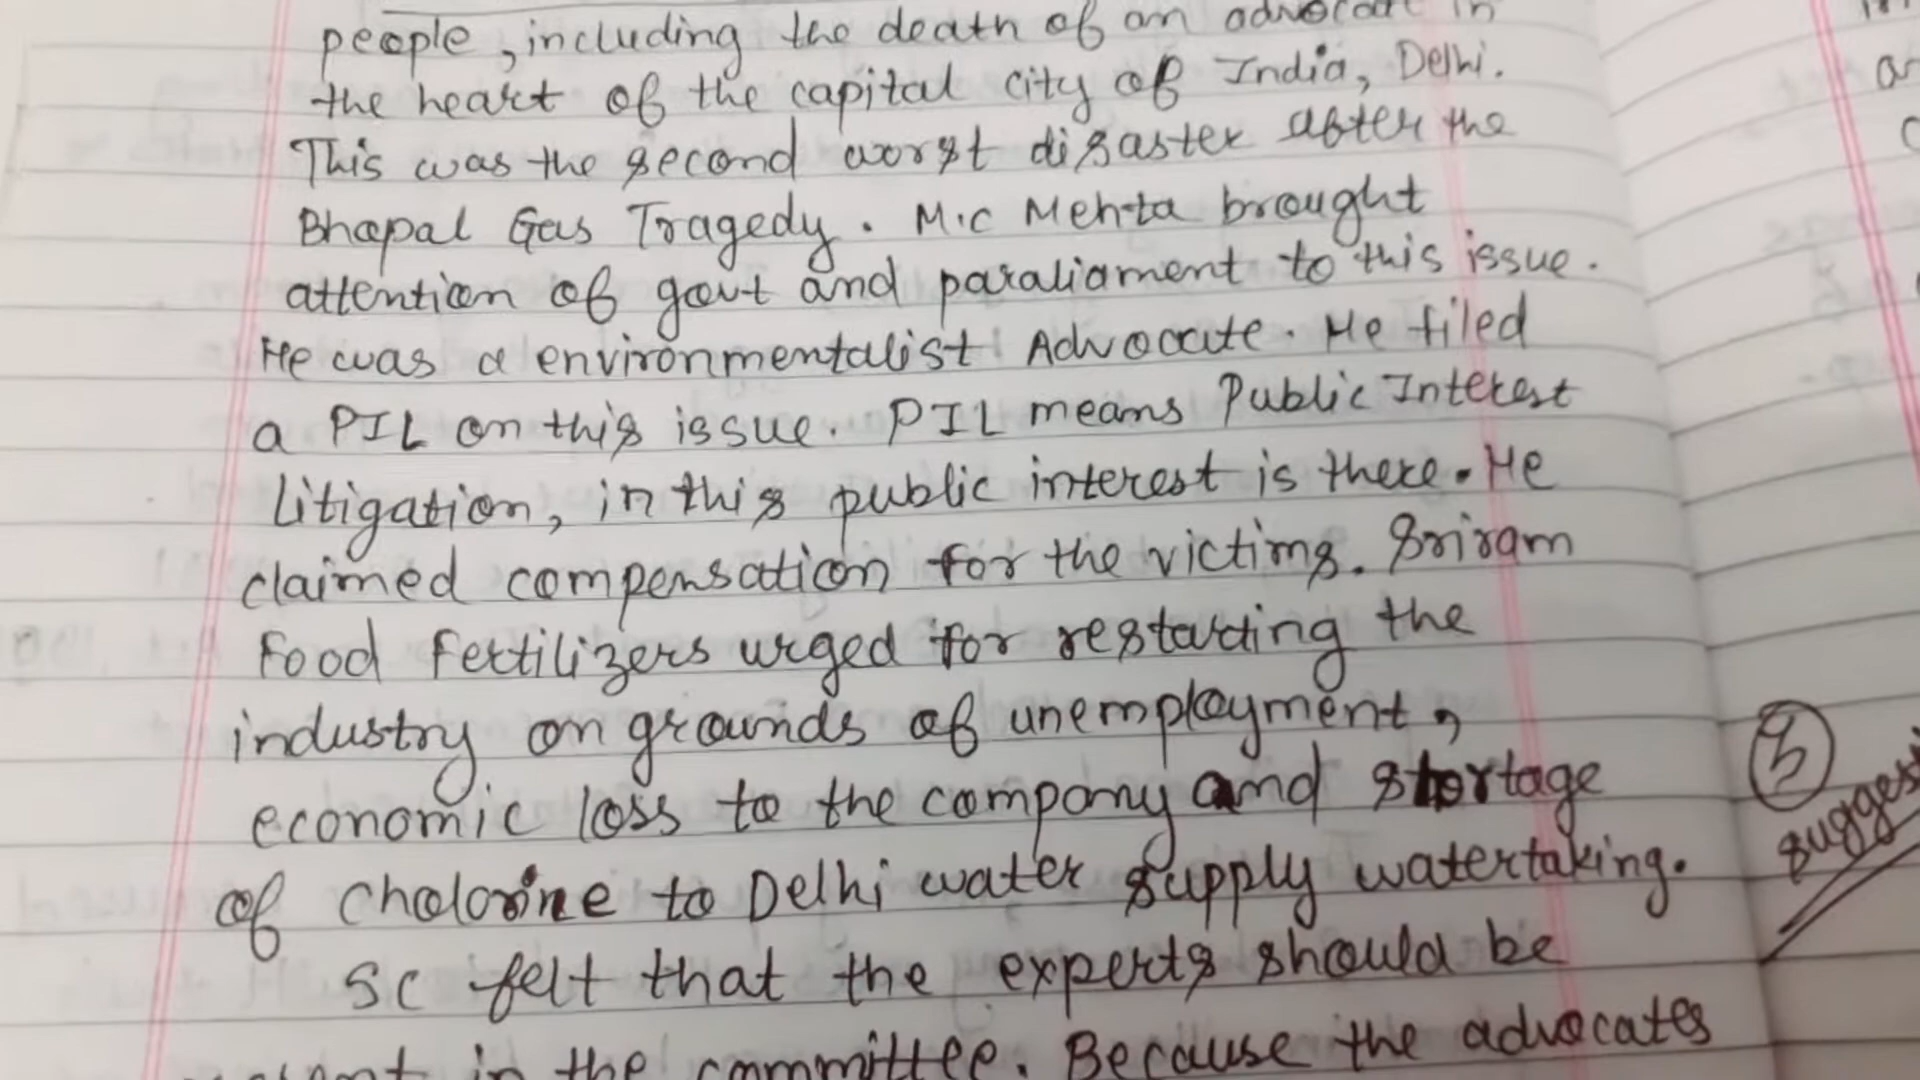 people, including the death of an advocate in
the heart of the capital city of India, Delhi.
This was the second worst disaster after the
Bhopal Gas Tragedy. M.C Mehta brought
attention of govt and paraliament to this issue.
He was a environmentalist Advocate. He filed
a PIL on this issue. PIL means Public Interest
Litigation, in this public interest is there. He
claimed compensation for the victims. Sriram
Food Fertilizers urged for restarting the
industry on grounds of unemployment,
economic loss to the company and shortage
of cholorine to Delhi water supply watertaking.
SC felt that the experts should be
in the committee. Because the advocates